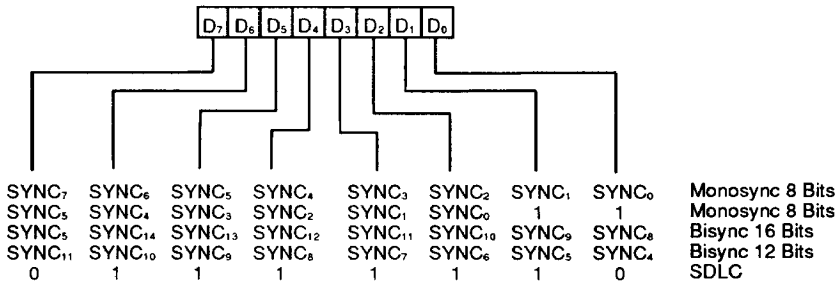 D₇ D₆ D₅ D₄ D₃ D₂ D₁ D₀
SYNC₇ SYNC₆ SYNC₅ SYNC₄ SYNC₃ SYNC₂ SYNC₁ SYNC₀ Monosync 8 Bits
SYNC₅ SYNC₄ SYNC₃ SYNC₂ SYNC₁ SYNC₀ 1 1 Monosync 8 Bits
SYNC₅ SYNC₁₄ SYNC₁₃ SYNC₁₂ SYNC₁₁ SYNC₁₀ SYNC₉ SYNC₈ Bisync 16 Bits
SYNC₁₁ SYNC₁₀ SYNC₉ SYNC₈ SYNC₇ SYNC₆ SYNC₅ SYNC₄ Bisync 12 Bits
0 1 1 1 1 1 1 0 SDLC